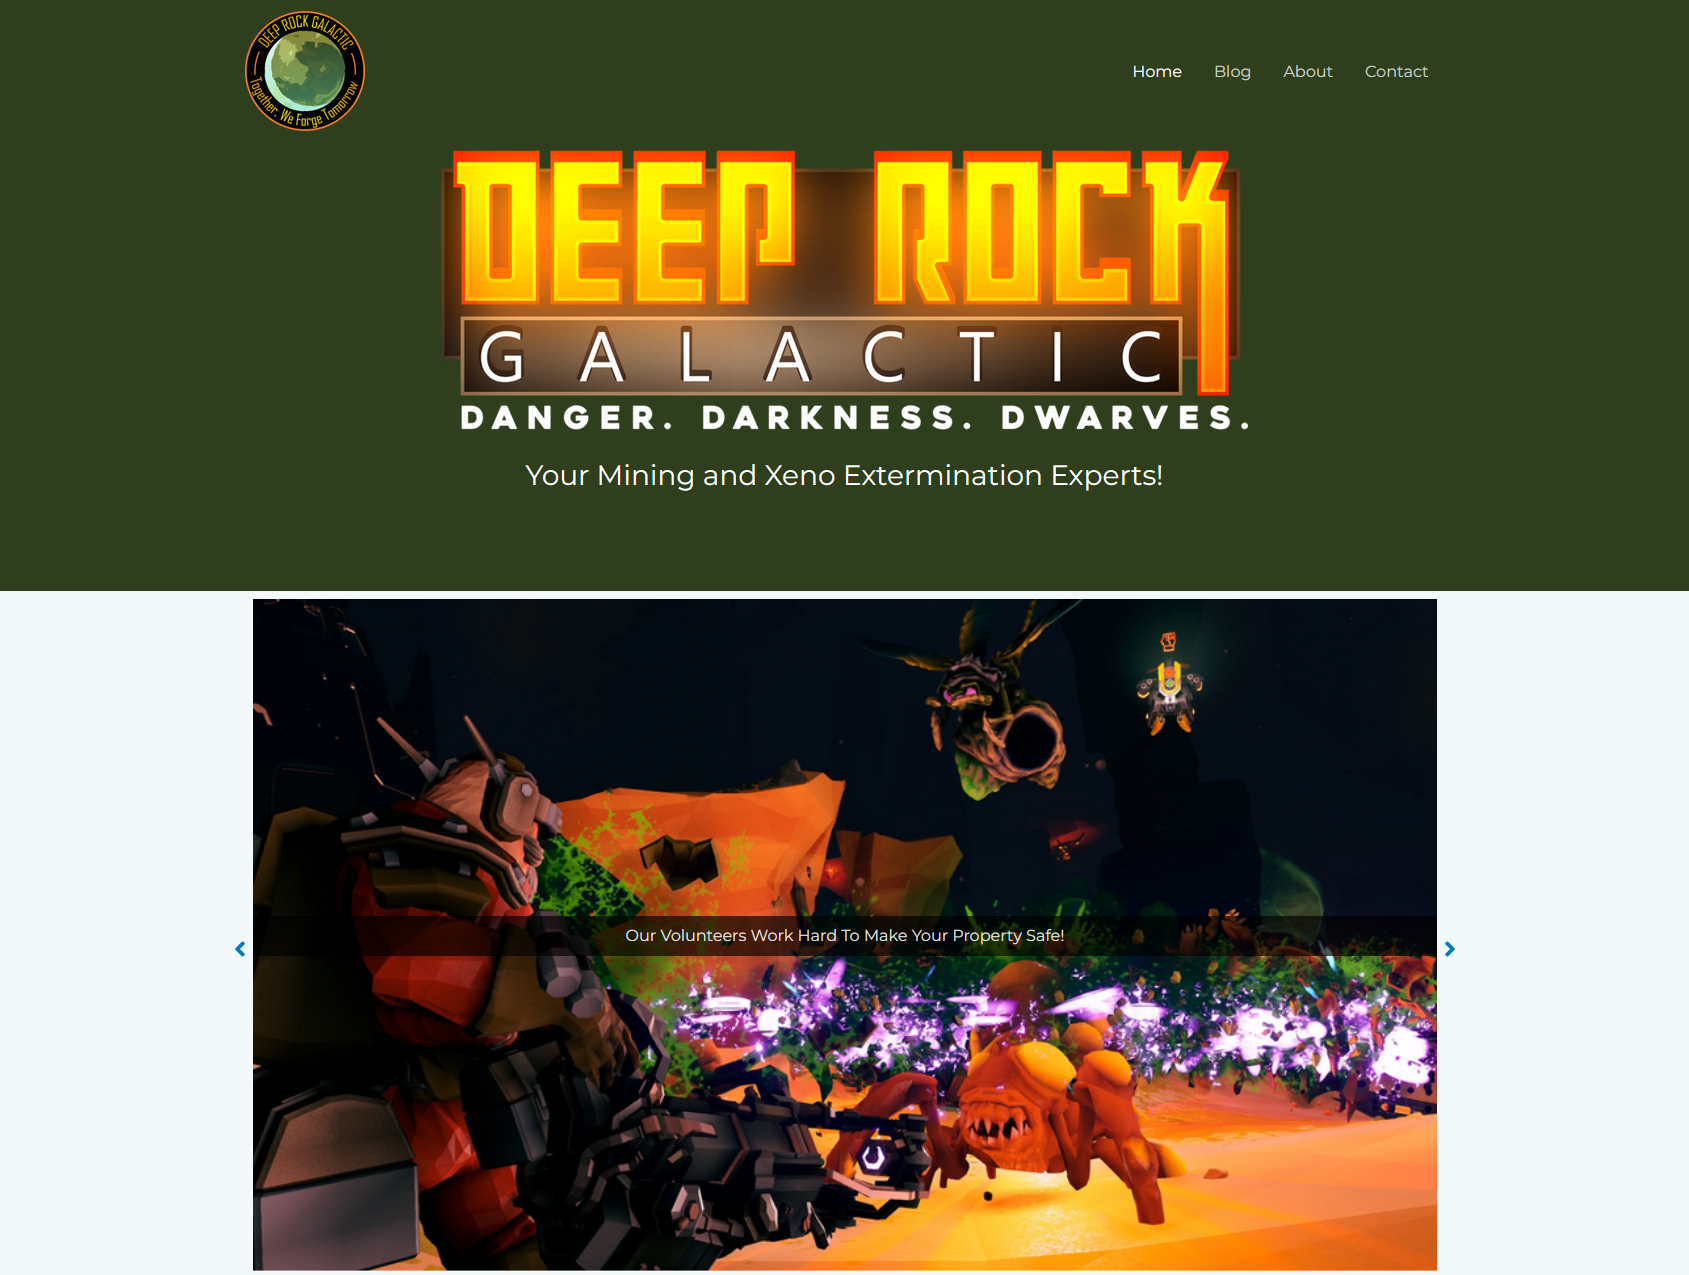 DEEP ROCK GALACTIC
Together, We Forge Tomorrow
Home Blog About Contact
DEEP ROCK
GALACTIC
DANGER. DARKNESS. DWARVES.
Your Mining and Xeno Extermination Experts!
Our Volunteers Work Hard To Make Your Property Safe!